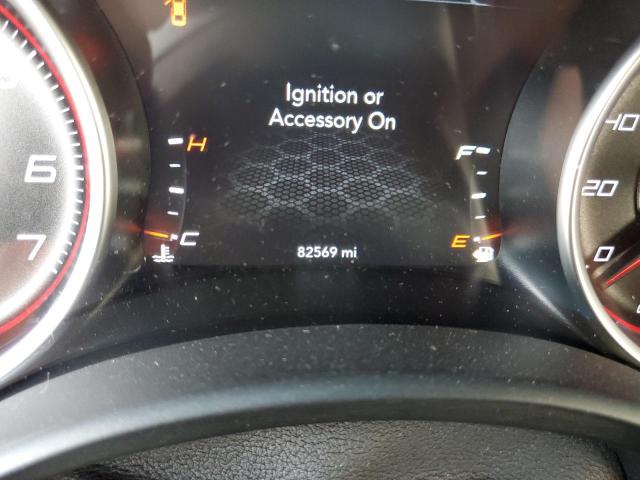 Ignition or
Accessory On
H
F
40
6
20
C
E
7
0
82569 mi